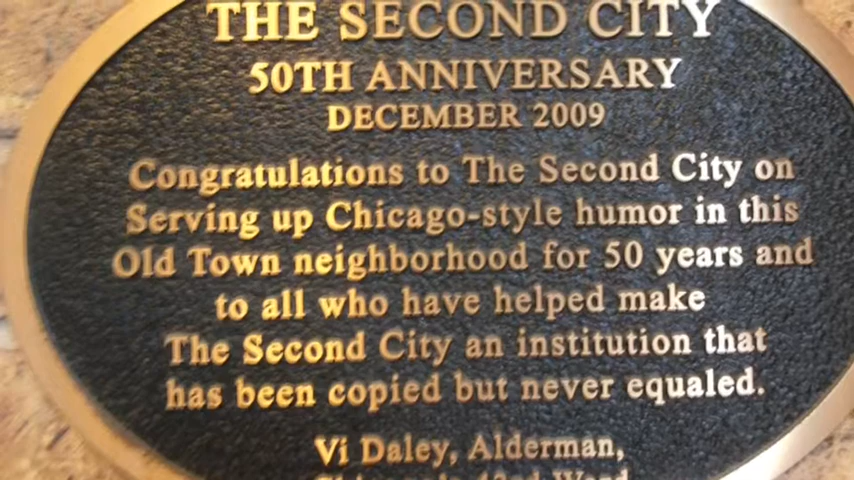 THE SECOND CITY
50TH ANNIVERSARY
DECEMBER 2009
Congratulations to The Second City on
Serving up Chicago-style humor in this
Old Town neighborhood for 50 years and
to all who have helped make
The Second City an institution that
has been copied but never equaled.
Vi Daley, Alderman,
43rd Ward